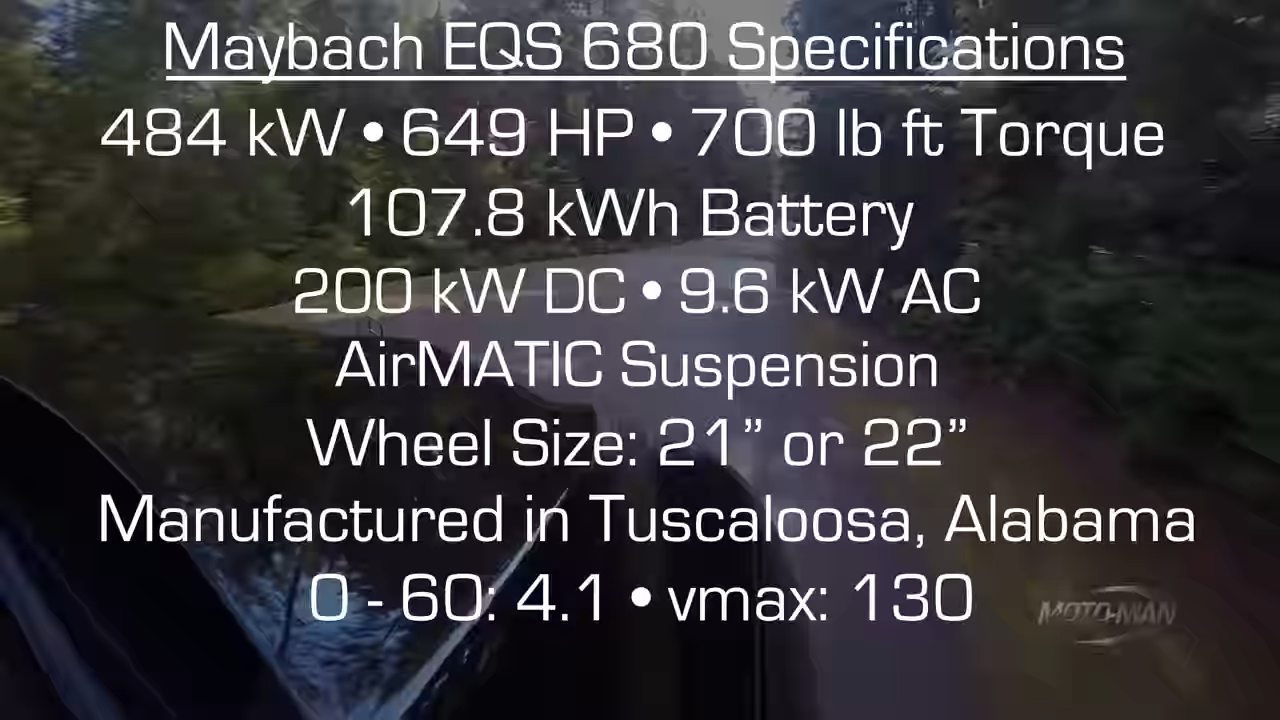 Maybach EQS 680 Specifications
484 kW • 649 HP • 700 lb ft Torque
107.8 kWh Battery
200 kW DC • 9.6 kW AC
AirMATIC Suspension
Wheel Size: 21” or 22”
Manufactured in Tuscaloosa, Alabama
0 - 60: 4.1 • vmax: 130
MOTOMAN